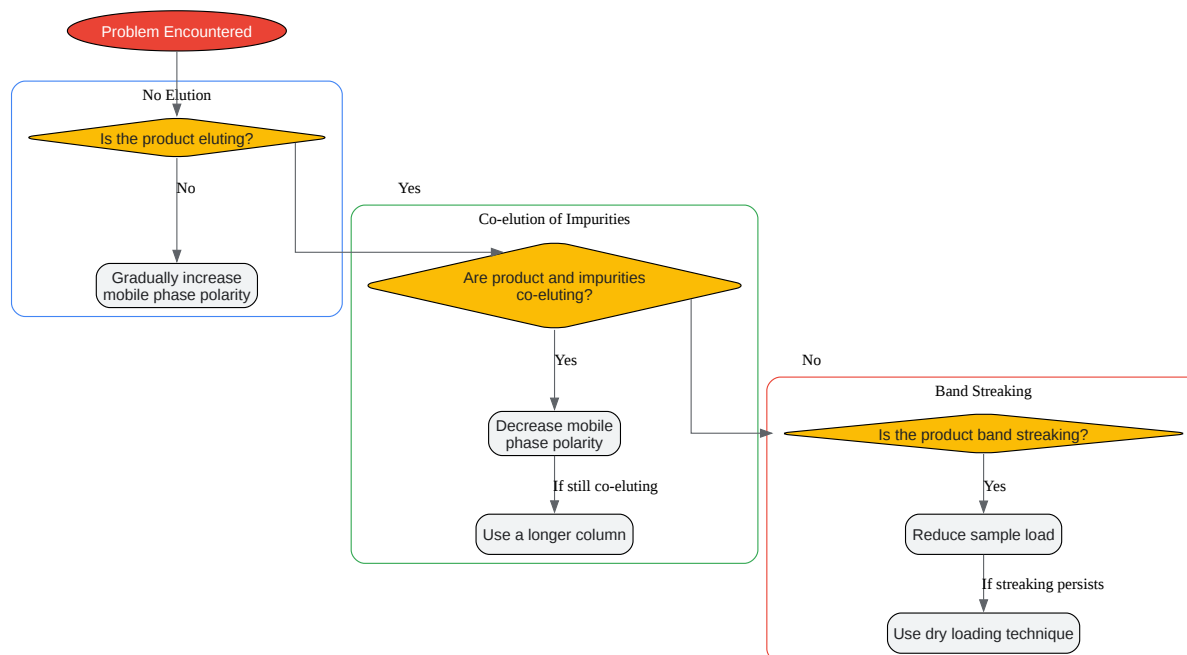 Problem Encountered
No Elution
Is the product eluting?
No
Yes
Gradually increase
mobile phase polarity
Co-elution of Impurities
Are product and impurities
co-eluting?
Yes
No
Decrease mobile
phase polarity
If still co-eluting
Use a longer column
Band Streaking
Is the product band streaking?
Yes
Reduce sample load
If streaking persists
Use dry loading technique